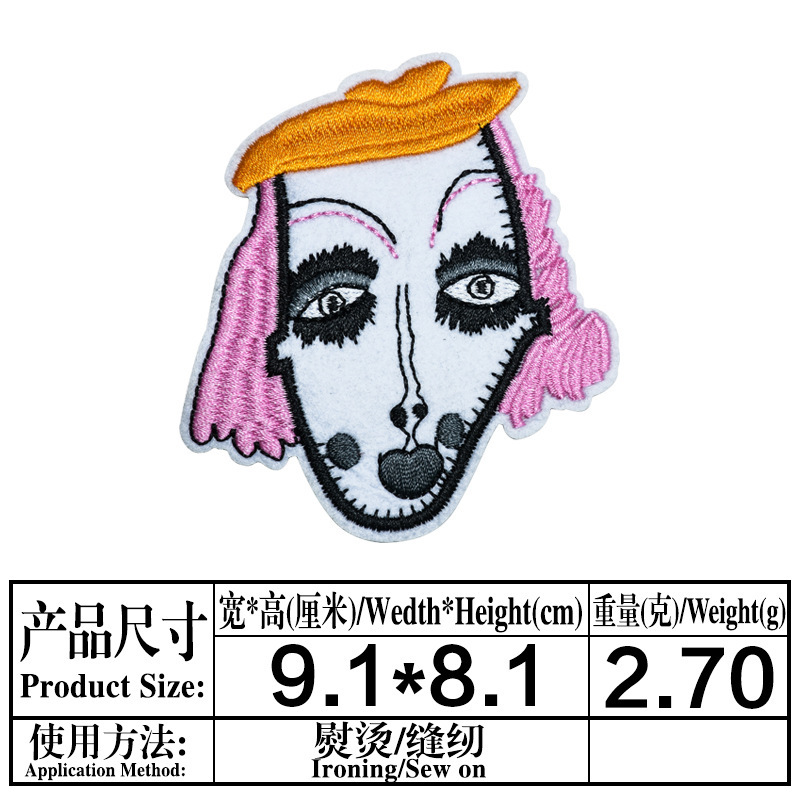 产品尺寸
Product Size:
宽*高(厘米)/Wedth*Height(cm)
9.1*8.1
重量(克)/Weight(g)
2.70
使用方法:
Application Method:
熨烫/缝纫
Ironing/Sew on